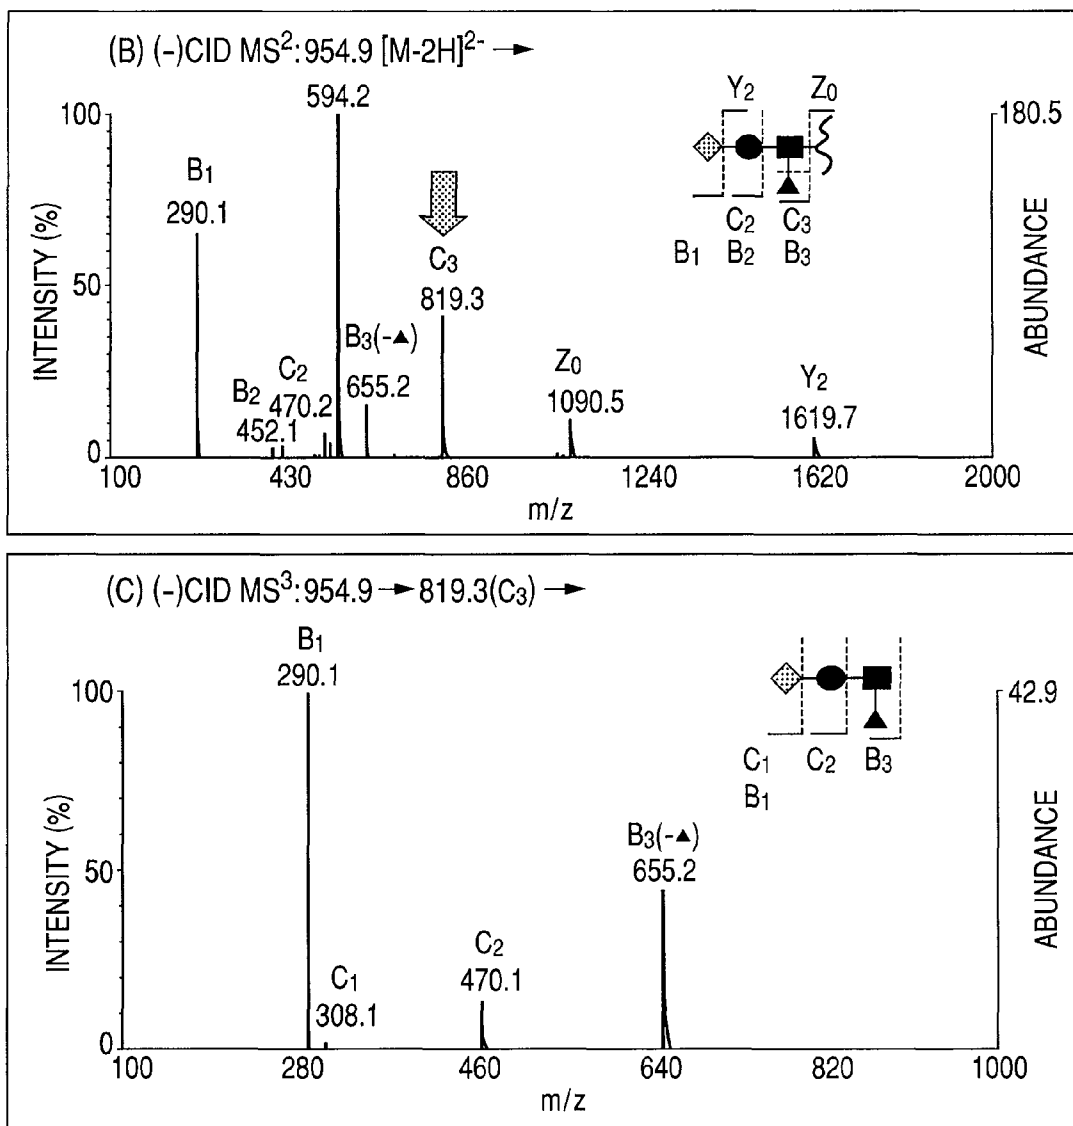 (B) (–)CID MS2:954.9 [M-2H]2- →
INTENSITY (%)
100
50
0
B1
290.1
B2
452.1
C2
470.2
594.2
B3(-▲)
655.2
C3
819.3
Z0
1090.5
Y2
1619.7
Y2 Z0
C2 C3
B1 B2 B3
180.5
ABUNDANCE
100 430 860 1240 1620 2000
m/z
(C) (–)CID MS3:954.9 → 819.3(C3) →
INTENSITY (%)
100
50
0
B1
290.1
C1
308.1
C2
470.1
B3(-▲)
655.2
C1 C2 B3
B1
42.9
ABUNDANCE
100 280 460 640 820 1000
m/z